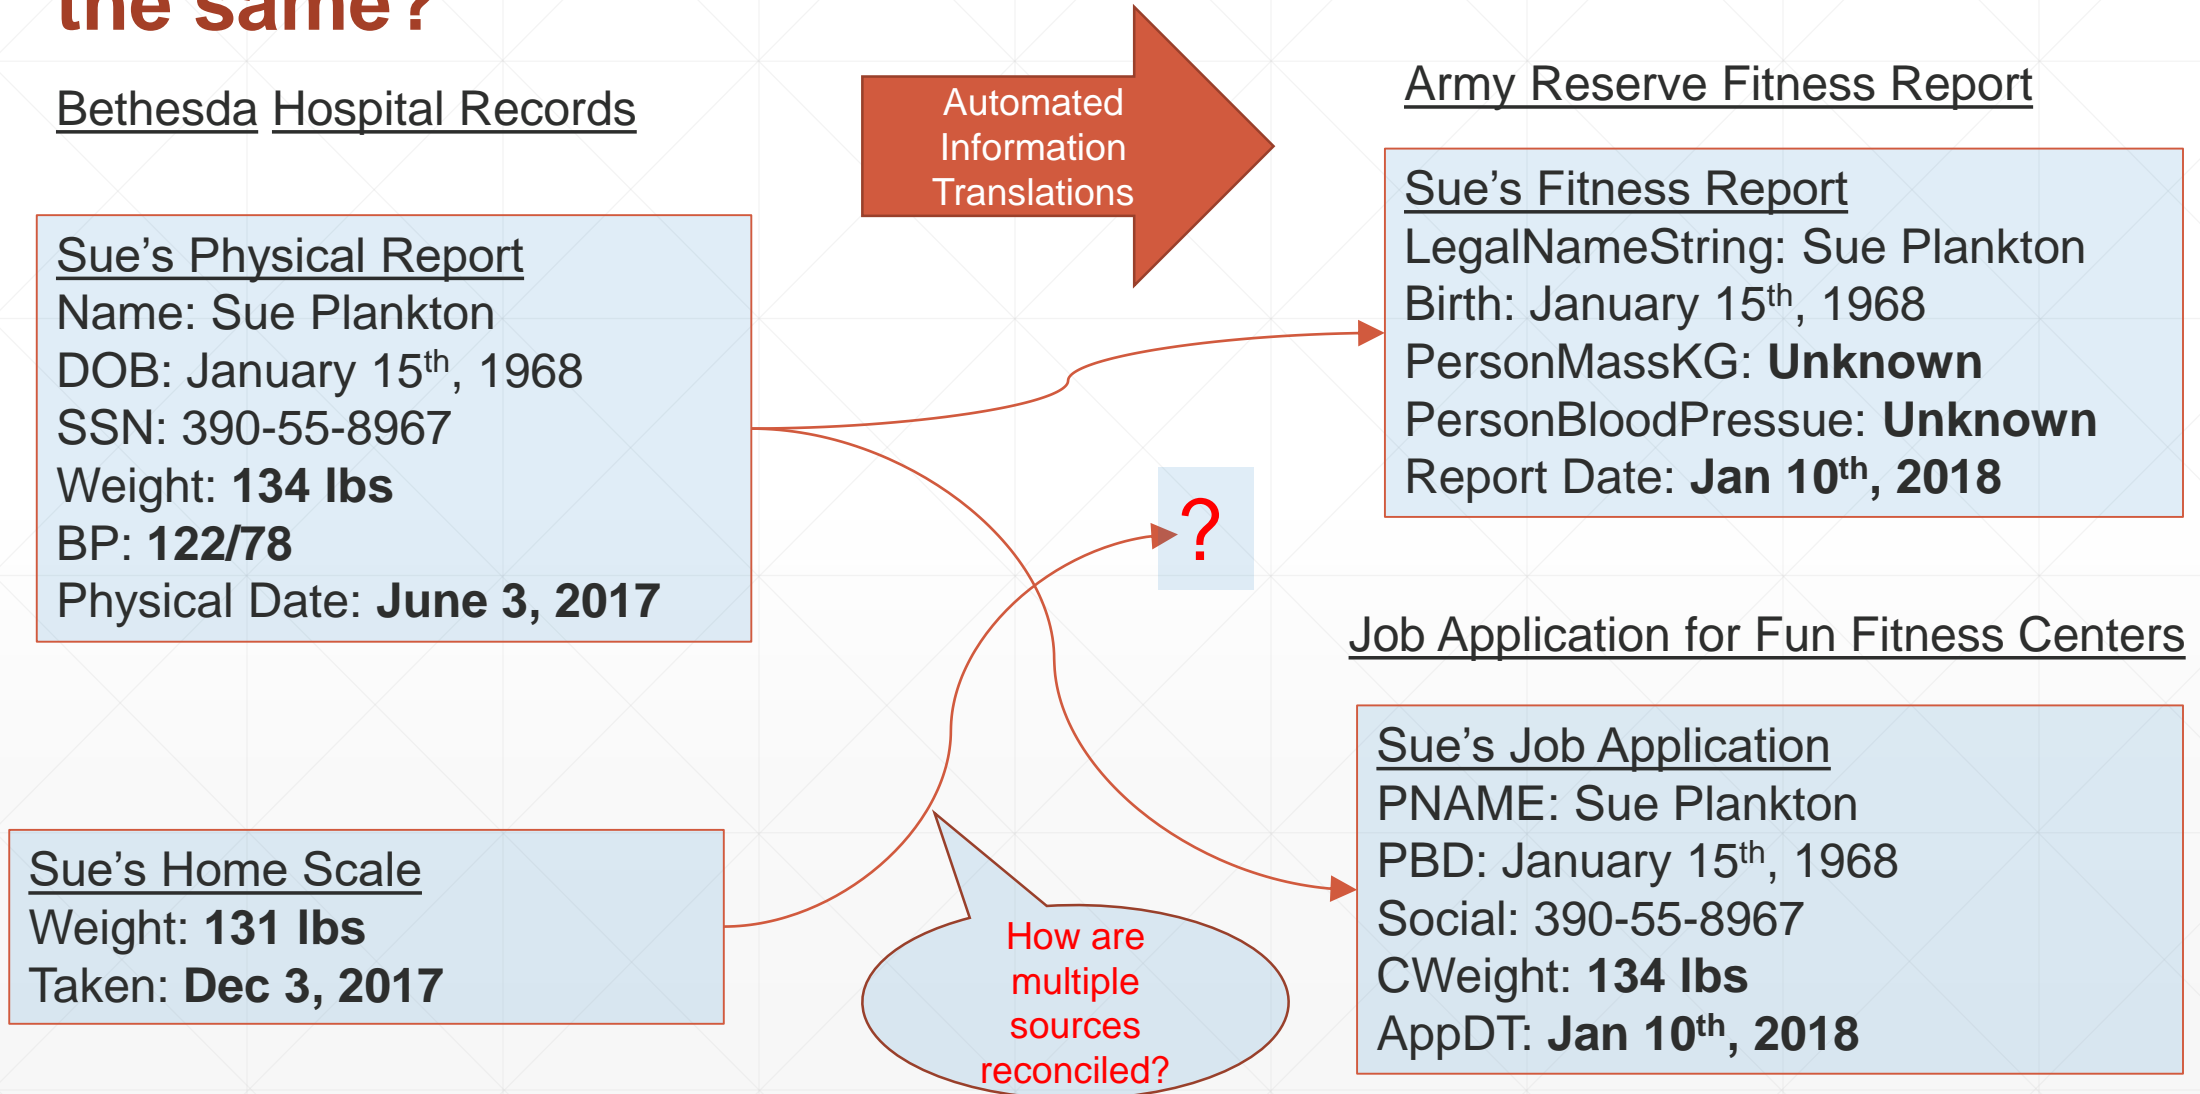 the same?
Bethesda Hospital Records
Sue’s Physical Report
Name: Sue Plankton
DOB: January 15th, 1968
SSN: 390-55-8967
Weight: 134 lbs
BP: 122/78
Physical Date: June 3, 2017
Sue’s Home Scale
Weight: 131 lbs
Taken: Dec 3, 2017
Automated
Information
Translations
?
How are
multiple
sources
reconciled?
Army Reserve Fitness Report
Sue’s Fitness Report
LegalNameString: Sue Plankton
Birth: January 15th, 1968
PersonMassKG: Unknown
PersonBloodPressue: Unknown
Report Date: Jan 10th, 2018
Job Application for Fun Fitness Centers
Sue’s Job Application
PNAME: Sue Plankton
PBD: January 15th, 1968
Social: 390-55-8967
CWeight: 134 lbs
AppDT: Jan 10th, 2018